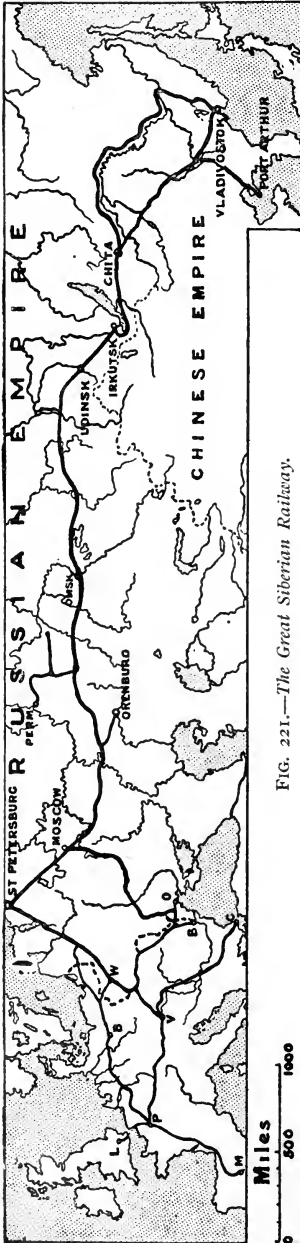 RUSSIAN EMPIRE
ST PETERSBURG
MOSCOW
PERM
OMSK
ORENBURG
UDINSK
IRKUTSK
CHITA
CHINESE EMPIRE
VLADIVOSTOK
PORT ARTHUR
L
B
W
P
V
M
O
B
C
Miles
0 500 1000
FIG. 221.—The Great Siberian Railway.